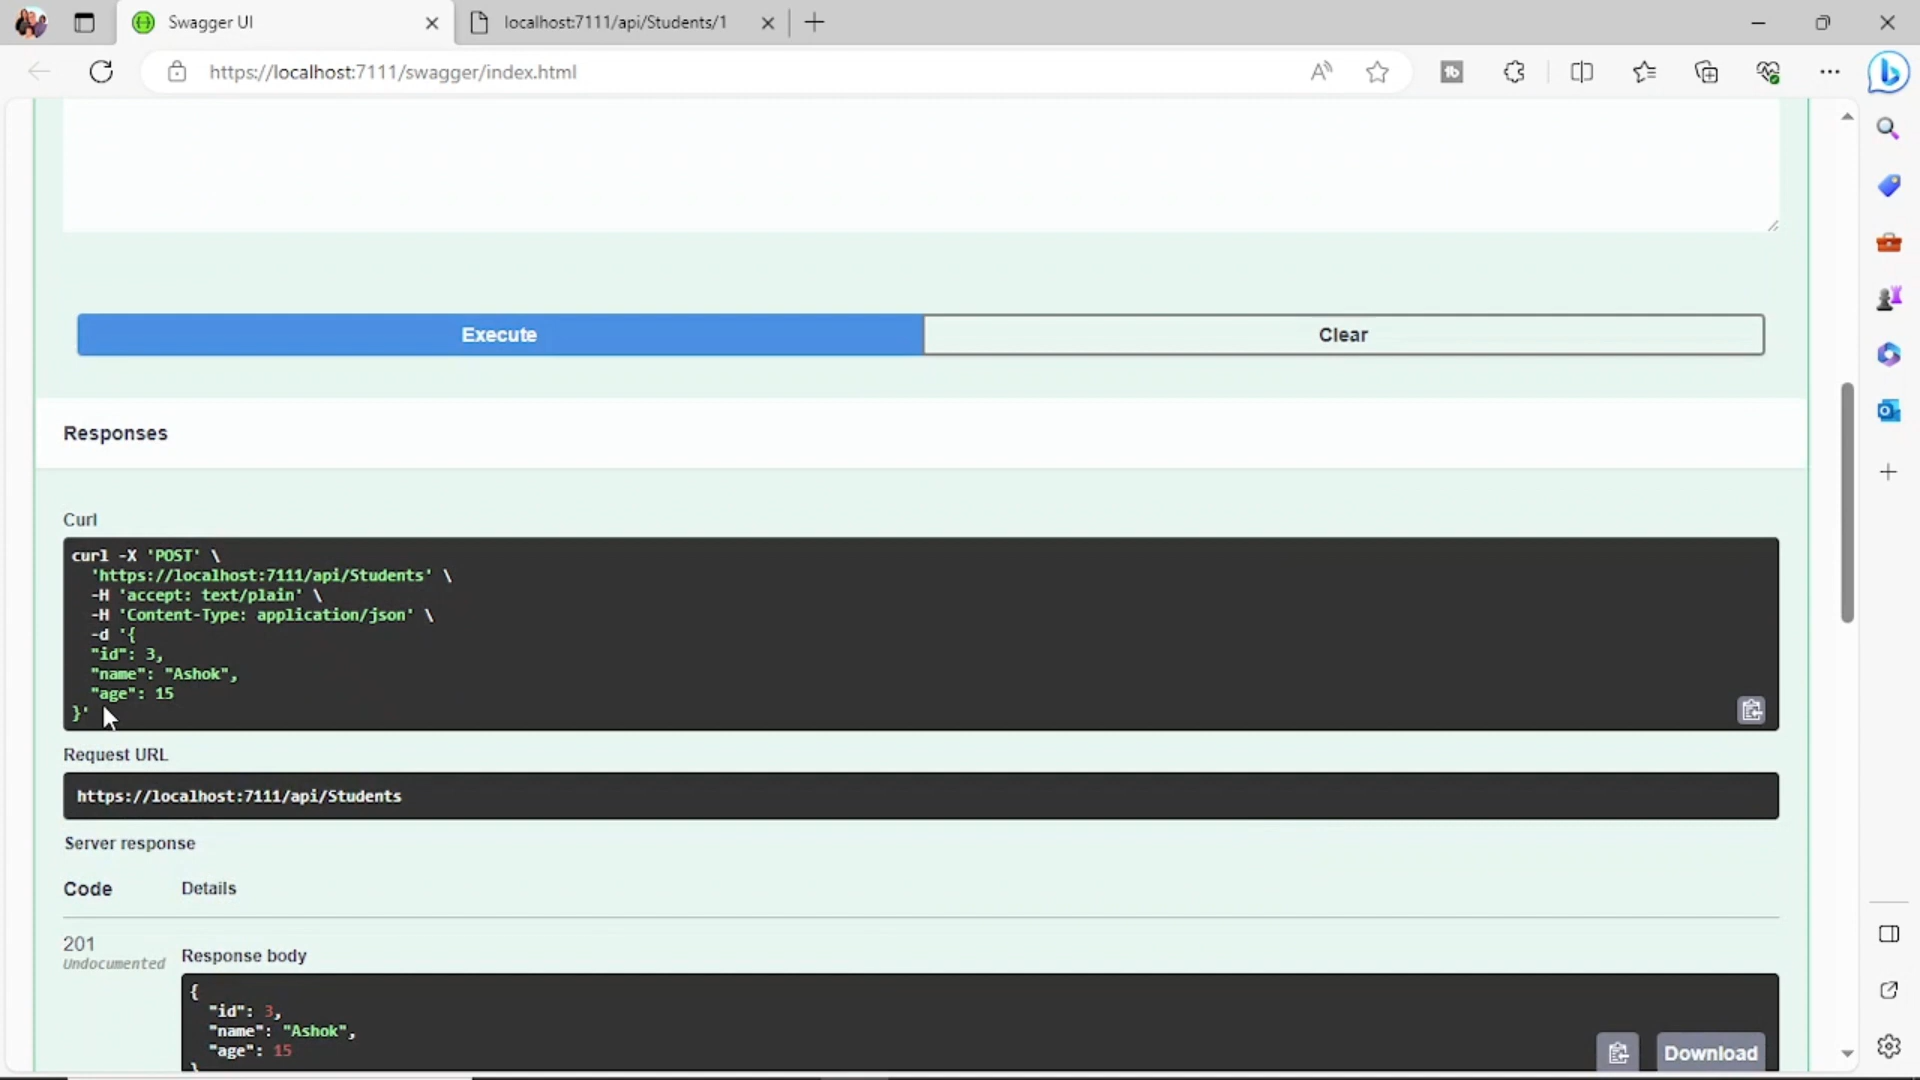 Swagger UI
localhost:7111/api/Students/1
https://localhost:7111/swagger/index.html
Execute
Clear
Responses
Curl
curl -X 'POST' \
'https://localhost:7111/api/Students' \
-H 'accept: text/plain' \
-H 'Content-Type: application/json' \
-d '{
"id": 3,
"name": "Ashok",
"age": 15
}'
Request URL
https://localhost:7111/api/Students
Server response
Code
Details
201
Undocumented
Response body
{
"id": 3,
"name": "Ashok",
"age": 15
}
Download